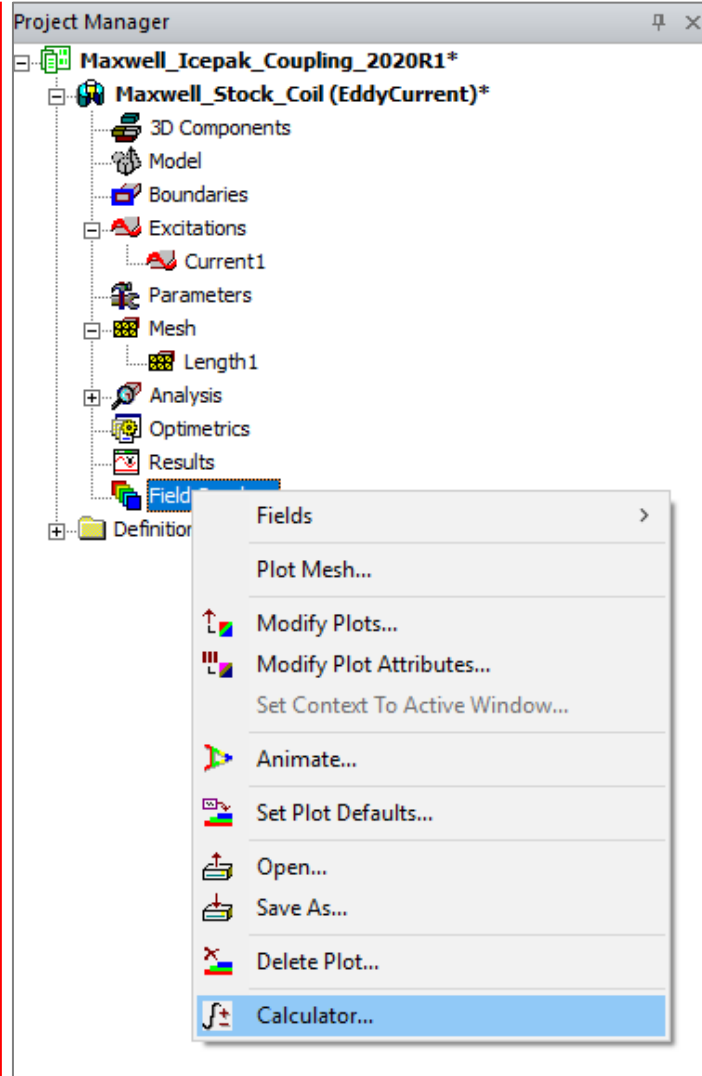 Project Manager
Maxwell_Icepak_Coupling_2020R1*
Maxwell_Stock_Coil (EddyCurrent)*
3D Components
Model
Boundaries
Excitations
Current1
Parameters
Mesh
Length1
Analysis
Optimetrics
Results
Field
Definition
Fields
Plot Mesh...
Modify Plots...
Modify Plot Attributes...
Set Context To Active Window...
Animate...
Set Plot Defaults...
Open...
Save As...
Delete Plot...
Calculator...